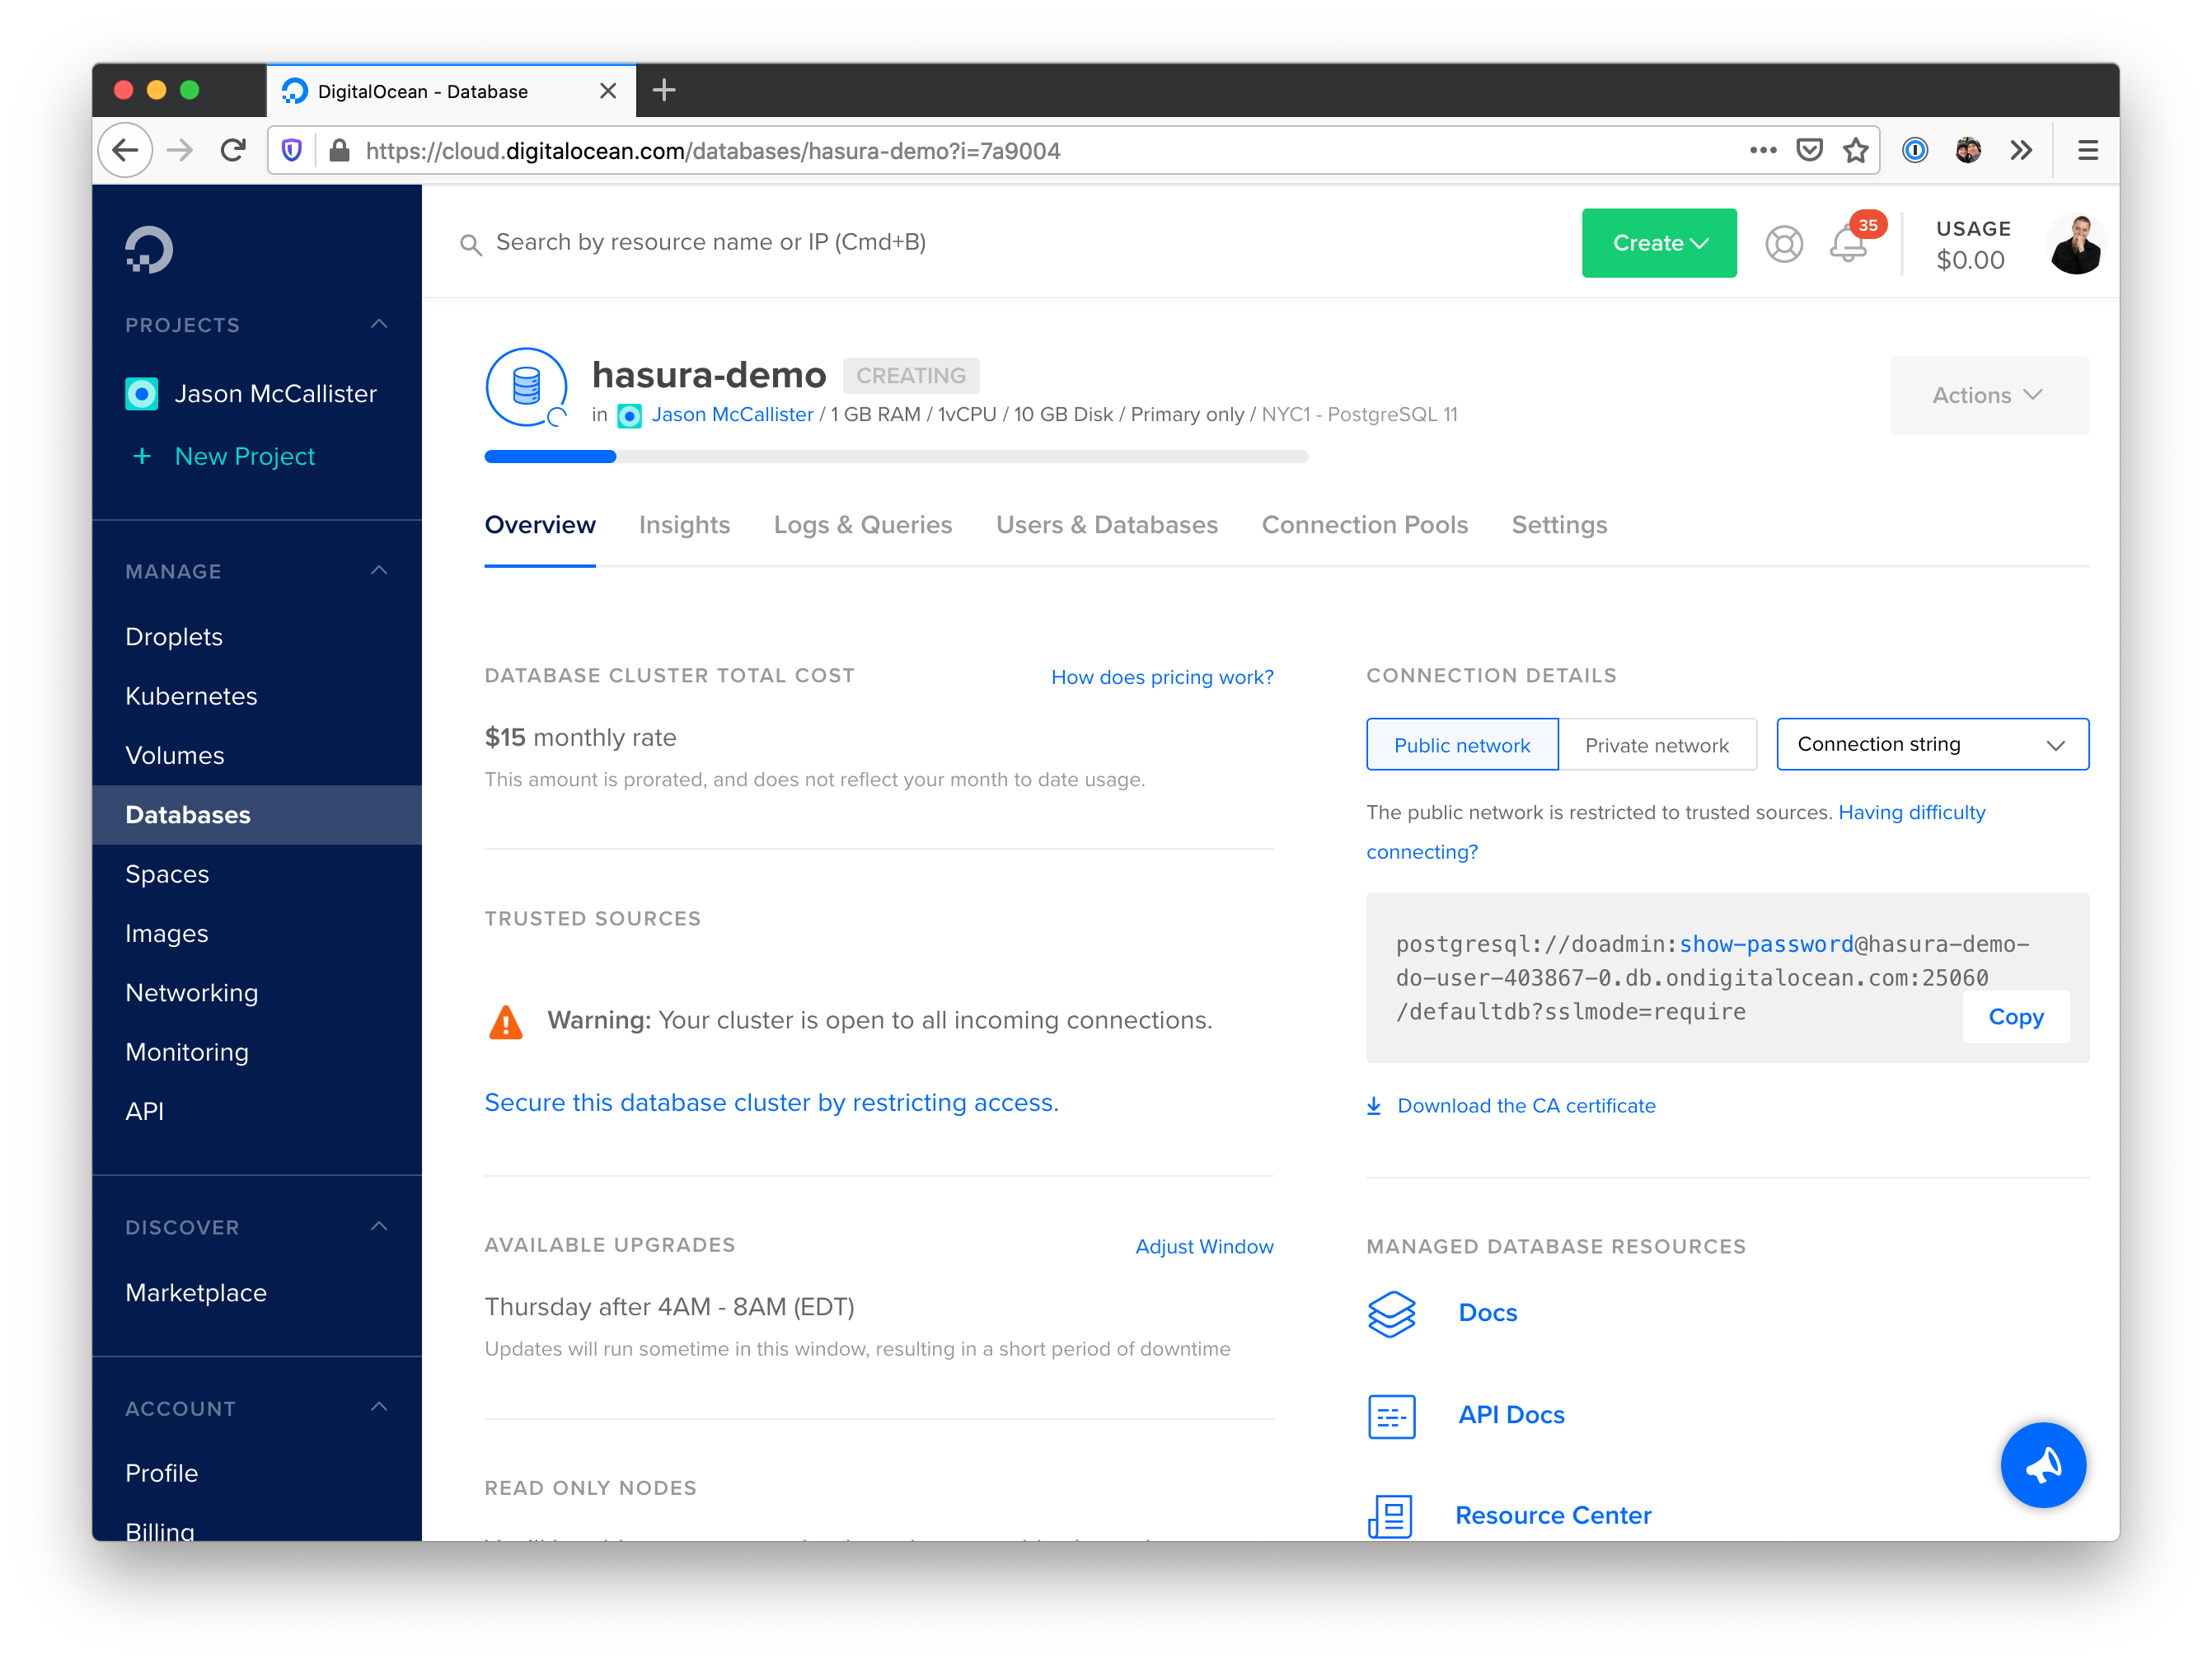 DigitalOcean - Database
https://cloud.digitalocean.com/databases/hasura-demo?i=7a9004
Search by resource name or IP (Cmd+B)
Create
35
USAGE
$0.00
PROJECTS
Jason McCallister
+ New Project
MANAGE
Droplets
Kubernetes
Volumes
Databases
Spaces
Images
Networking
Monitoring
API
DISCOVER
Marketplace
ACCOUNT
Profile
Billing
hasura-demo CREATING
in Jason McCallister / 1 GB RAM / 1vCPU / 10 GB Disk / Primary only / NYC1 - PostgreSQL 11
Actions
Overview Insights Logs & Queries Users & Databases Connection Pools Settings
DATABASE CLUSTER TOTAL COST How does pricing work?
$15 monthly rate
This amount is prorated, and does not reflect your month to date usage.
TRUSTED SOURCES
Warning: Your cluster is open to all incoming connections.
Secure this database cluster by restricting access.
AVAILABLE UPGRADES Adjust Window
Thursday after 4AM - 8AM (EDT)
Updates will run sometime in this window, resulting in a short period of downtime
READ ONLY NODES
CONNECTION DETAILS
Public network Private network Connection string
The public network is restricted to trusted sources. Having difficulty
connecting?
postgresql://doadmin:show-password@hasura-demo-
do-user-403867-0.db.ondigitalocean.com:25060
/defaultdb?sslmode=require
Copy
Download the CA certificate
MANAGED DATABASE RESOURCES
Docs
API Docs
Resource Center